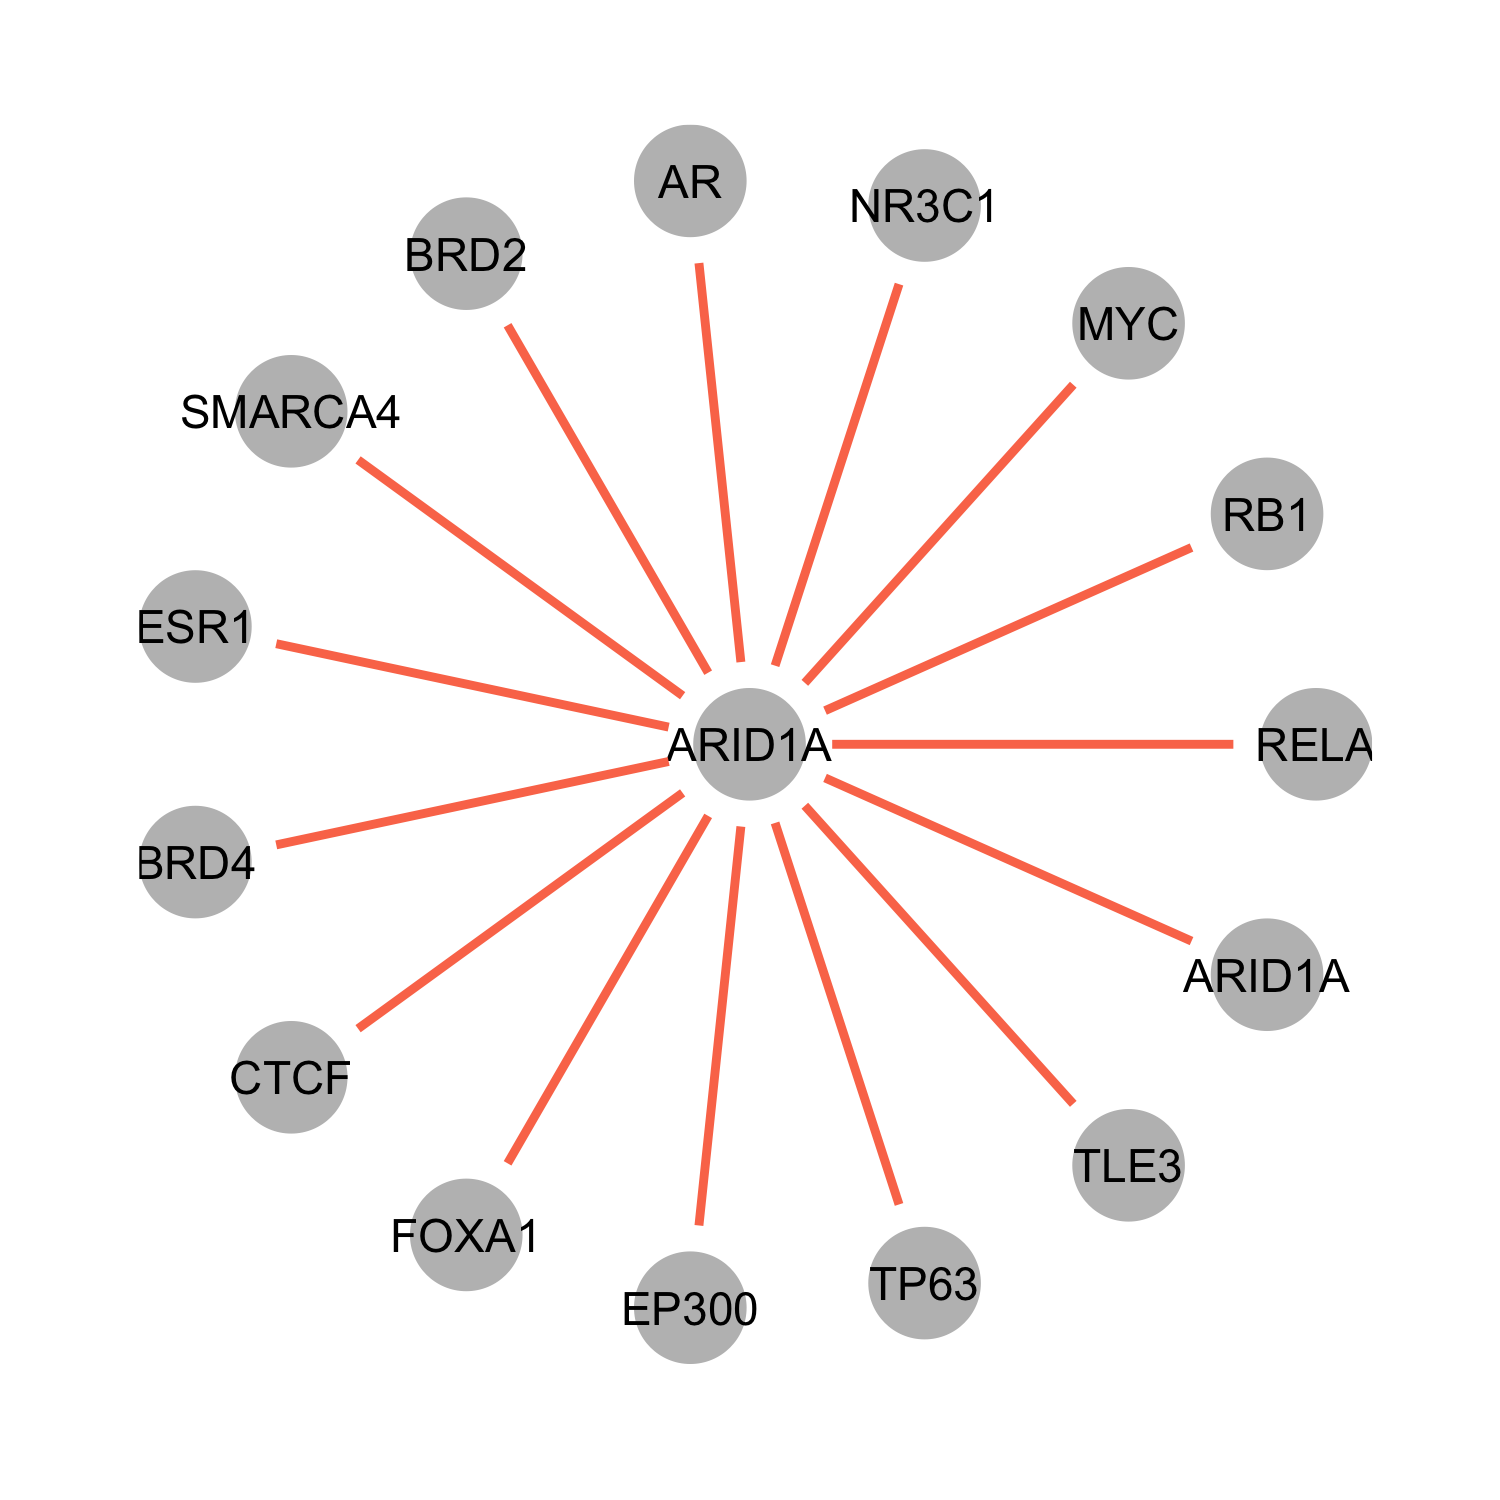 AR
NR3C1
BRD2
MYC
SMARCA4
RB1
ESR1
ARID1A
RELA
BRD4
ARID1A
CTCF
TLE3
FOXA1
TP63
EP300